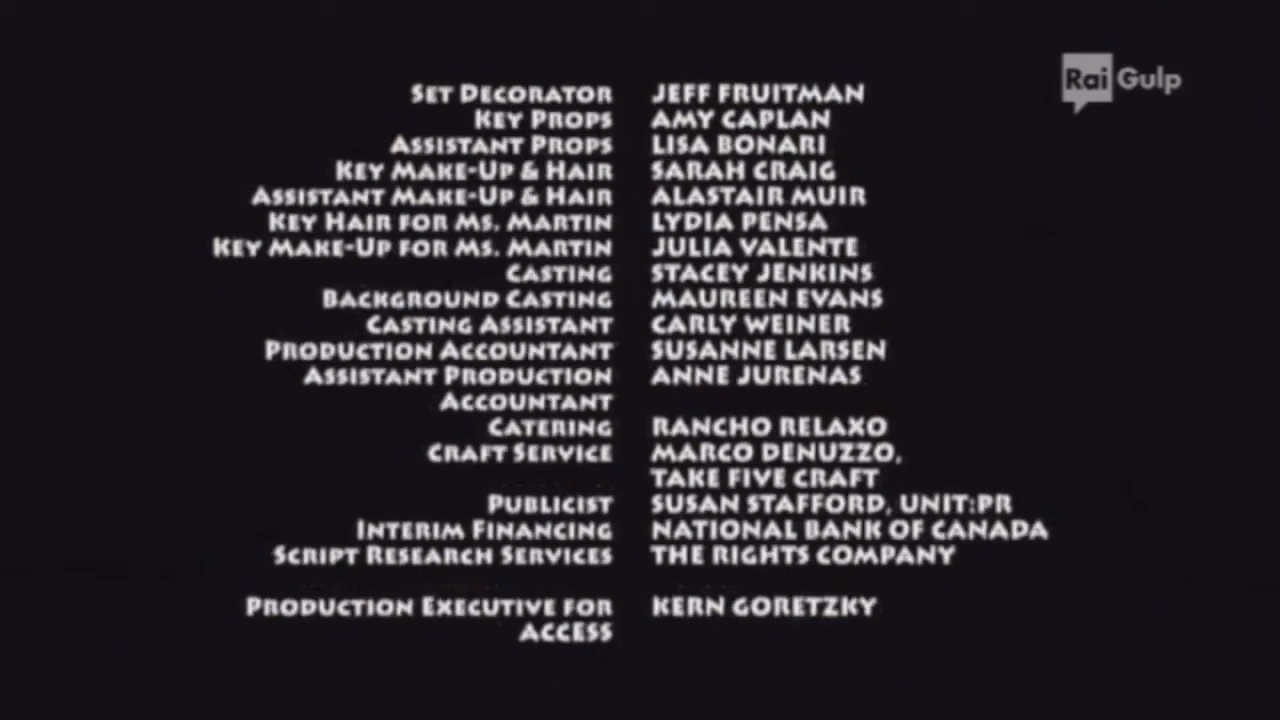 Rai Gulp
SET DECORATOR JEFF FRUITMAN
KEY PROPS AMY CAPLAN
ASSISTANT PROPS LISA BONARI
KEY MAKE-UP & HAIR SARAH CRAIG
ASSISTANT MAKE-UP & HAIR ALASTAIR MUIR
KEY HAIR FOR MS. MARTIN LYDIA PENSA
KEY MAKE-UP FOR MS. MARTIN JULIA VALENTE
CASTING STACEY JENKINS
BACKGROUND CASTING MAUREEN EVANS
CASTING ASSISTANT CARLY WEINER
PRODUCTION ACCOUNTANT SUSANNE LARSEN
ASSISTANT PRODUCTION ANNE JURENAS
ACCOUNTANT
CATERING RANCHO RELAXO
CRAFT SERVICE MARCO DENUZZO,
TAKE FIVE CRAFT
PUBLICIST SUSAN STAFFORD, UNIT:PR
INTERIM FINANCING NATIONAL BANK OF CANADA
SCRIPT RESEARCH SERVICES THE RIGHTS COMPANY
PRODUCTION EXECUTIVE FOR KERN GORETZKY
ACCESS